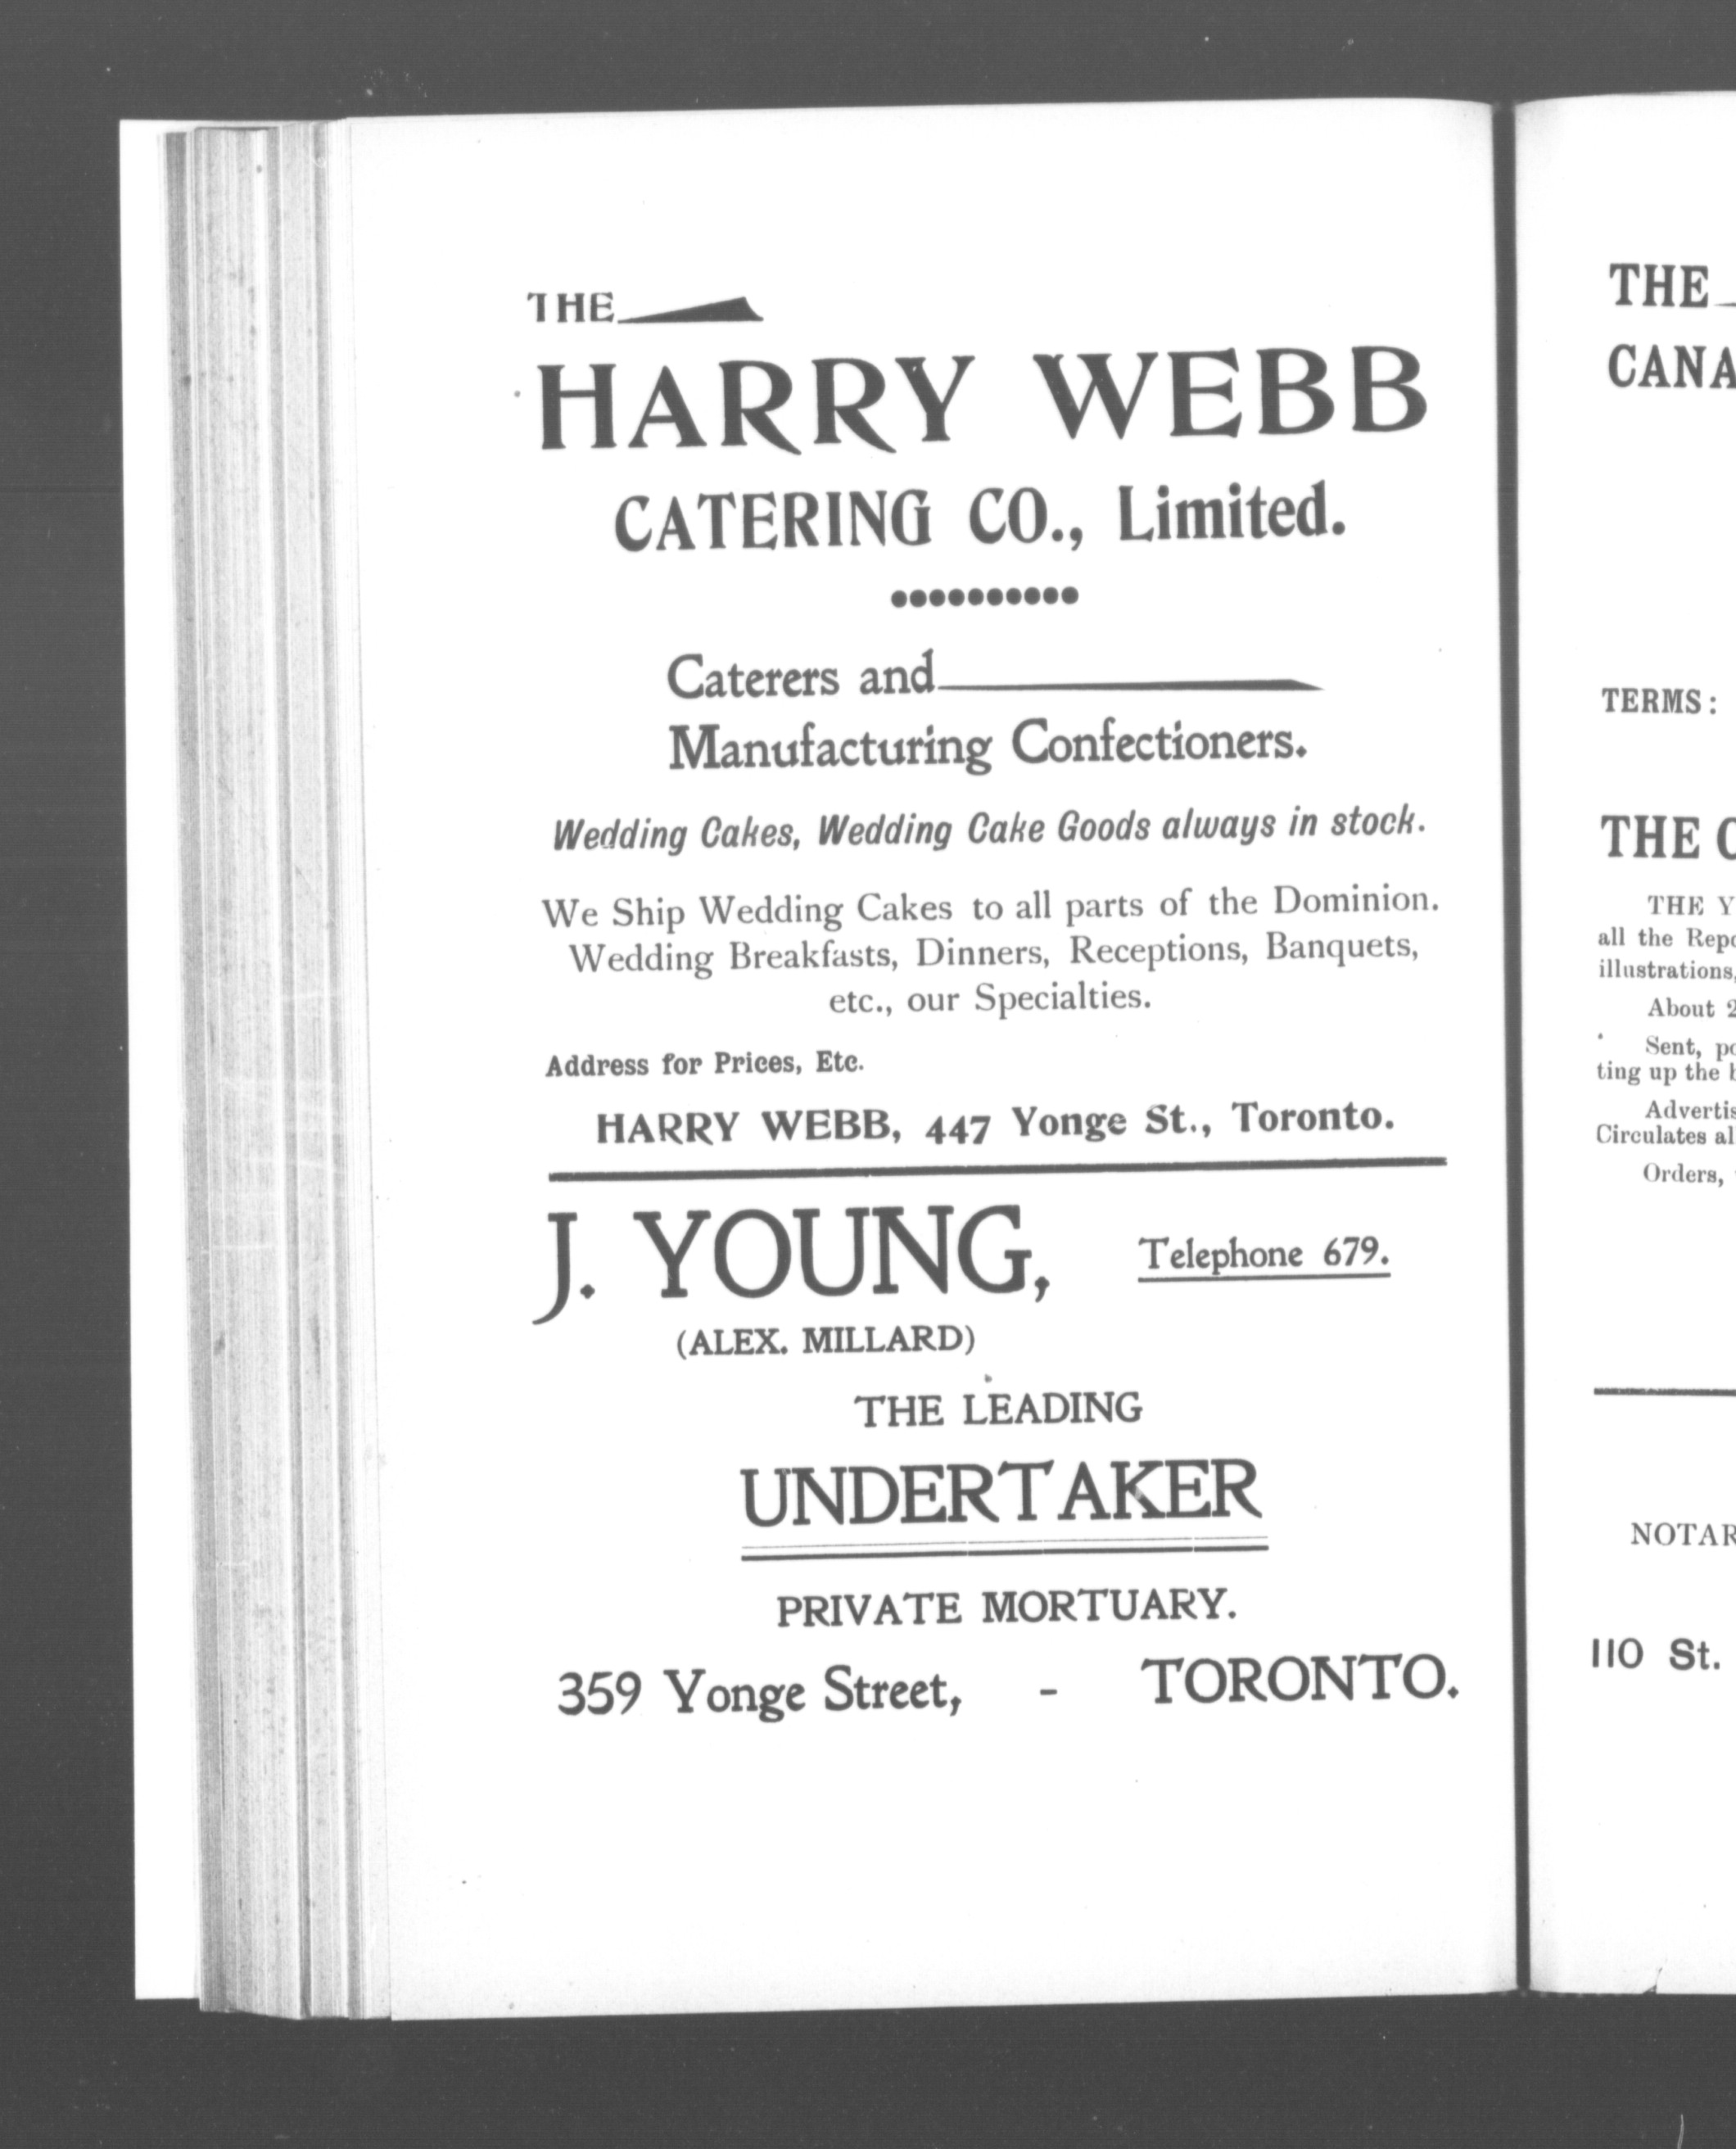 THE
HARRY WEBB
CATERING CO., Limited.
Caterers and
Manufacturing Confectioners.
Wedding Cakes, Wedding Cake Goods always in stock.
We Ship Wedding Cakes to all parts of the Dominion.
Wedding Breakfasts, Dinners, Receptions, Banquets,
etc., our Specialties.
Address for Prices, Etc.
HARRY WEBB, 447 Yonge St., Toronto.
J. YOUNG, Telephone 679.
(ALEX. MILLARD)
THE LEADING
UNDERTAKER
PRIVATE MORTUARY.
359 Yonge Street, - TORONTO.
THE
CANA
TERMS:
THE
THE Y
all the Repo
illustrations,
About 2
Sent, po
ting up the
Advertis
Circulates al
Orders,
NOTAR
110 St.